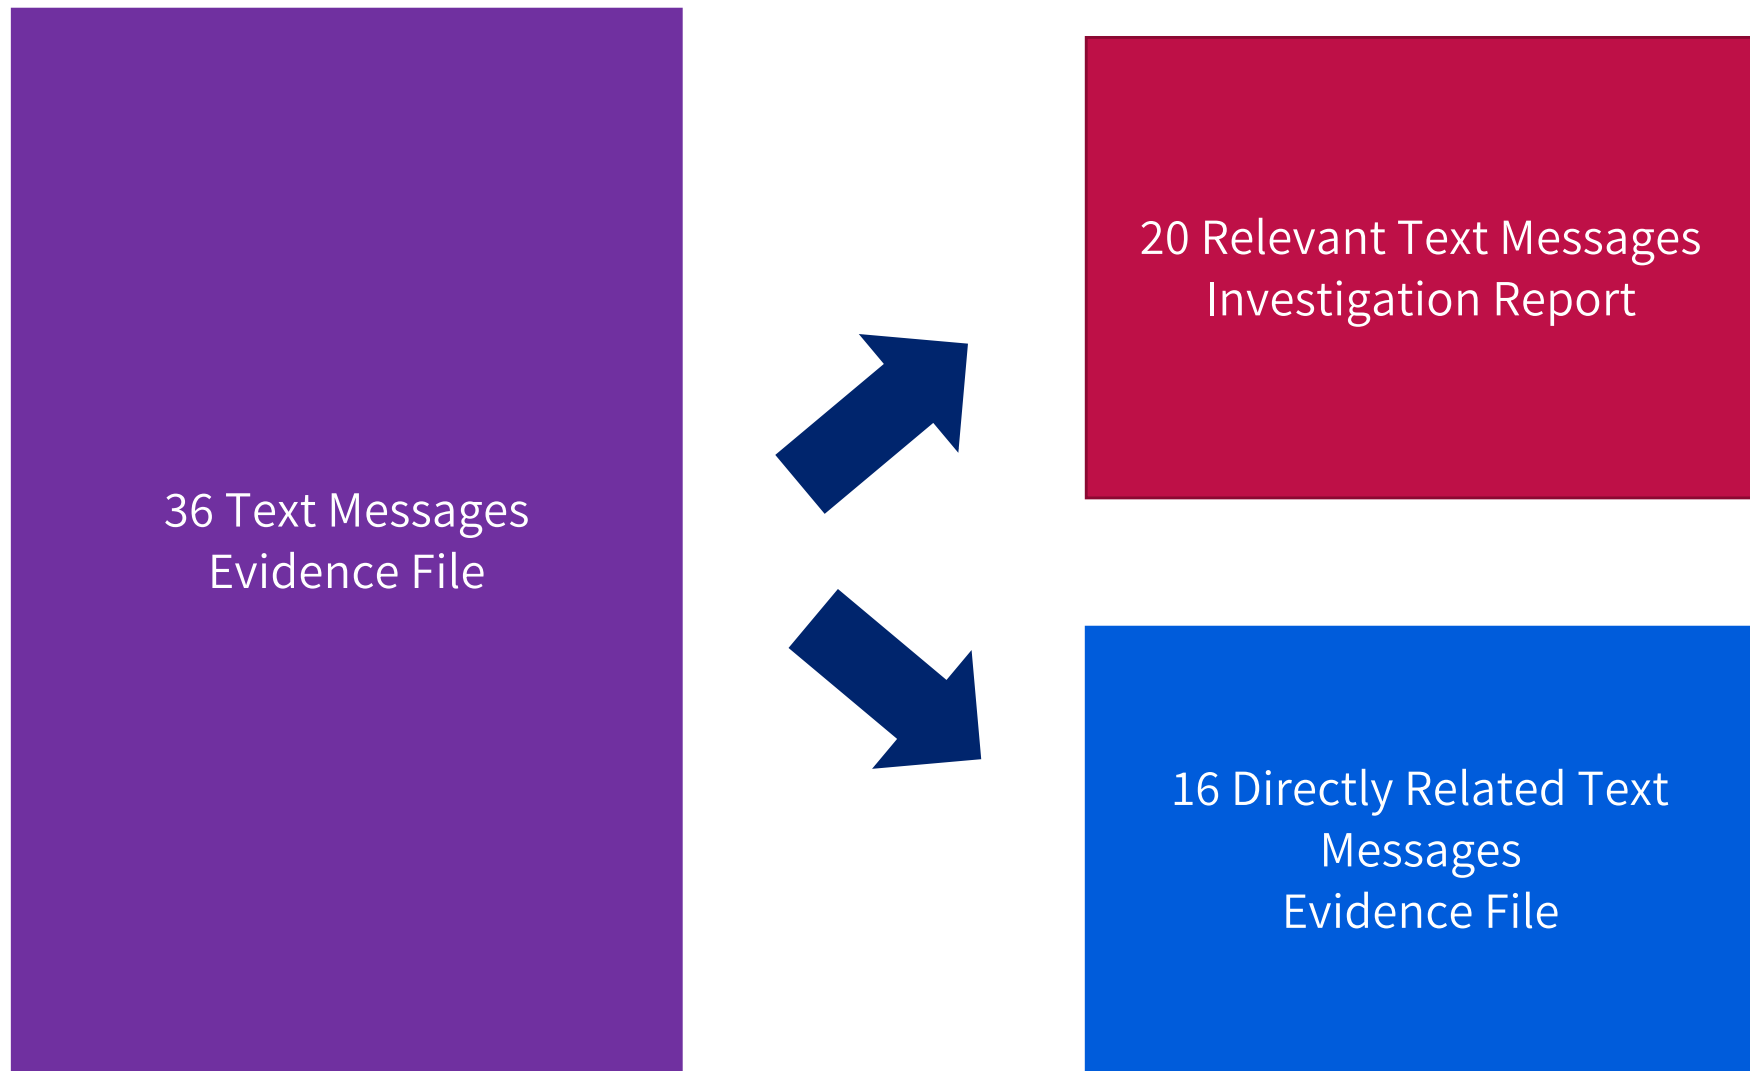 36 Text Messages
Evidence File
20 Relevant Text Messages
Investigation Report
16 Directly Related Text
Messages
Evidence File